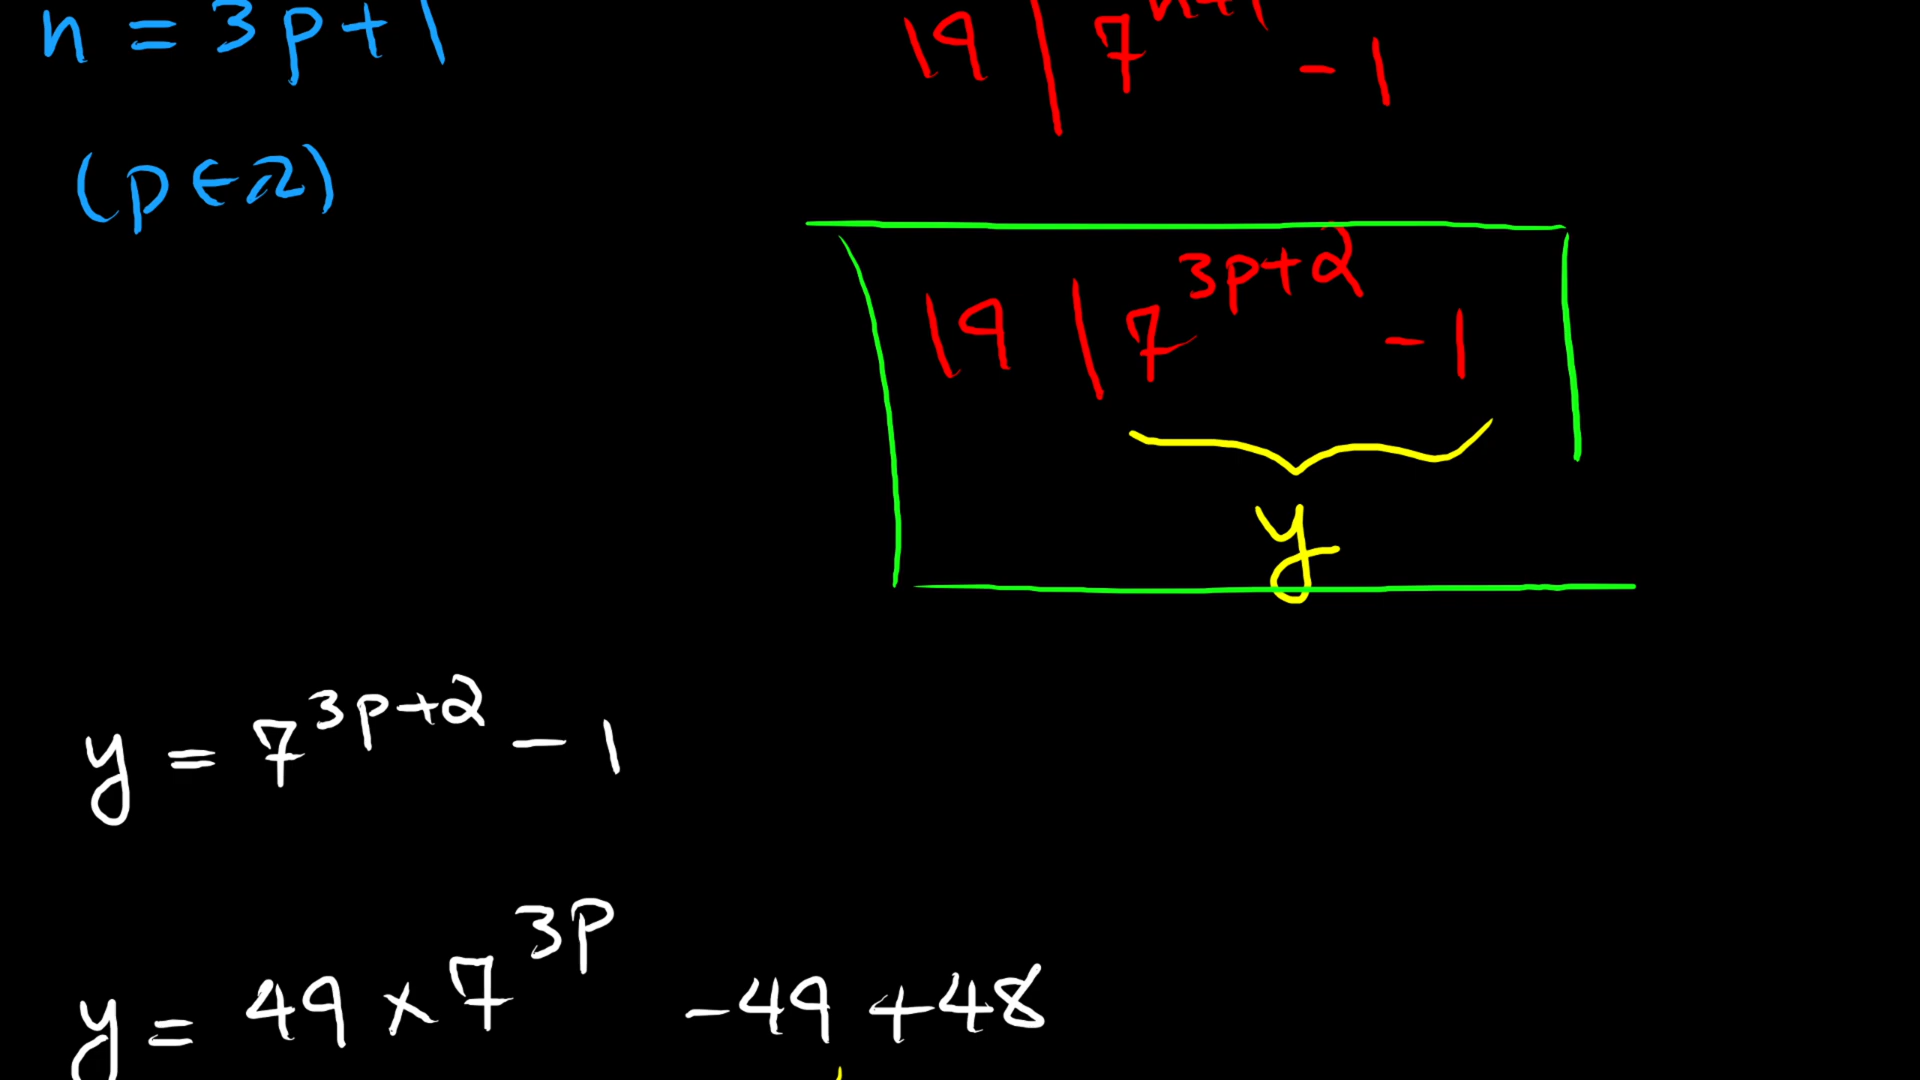 n = 3p+1
19 | 7^{n+1} - 1
(p ∈ ℤ)
19 | 7^{3p+2} - 1
y
y = 7^{3p+2} - 1
y = 49 × 7^{3p} - 49 + 48